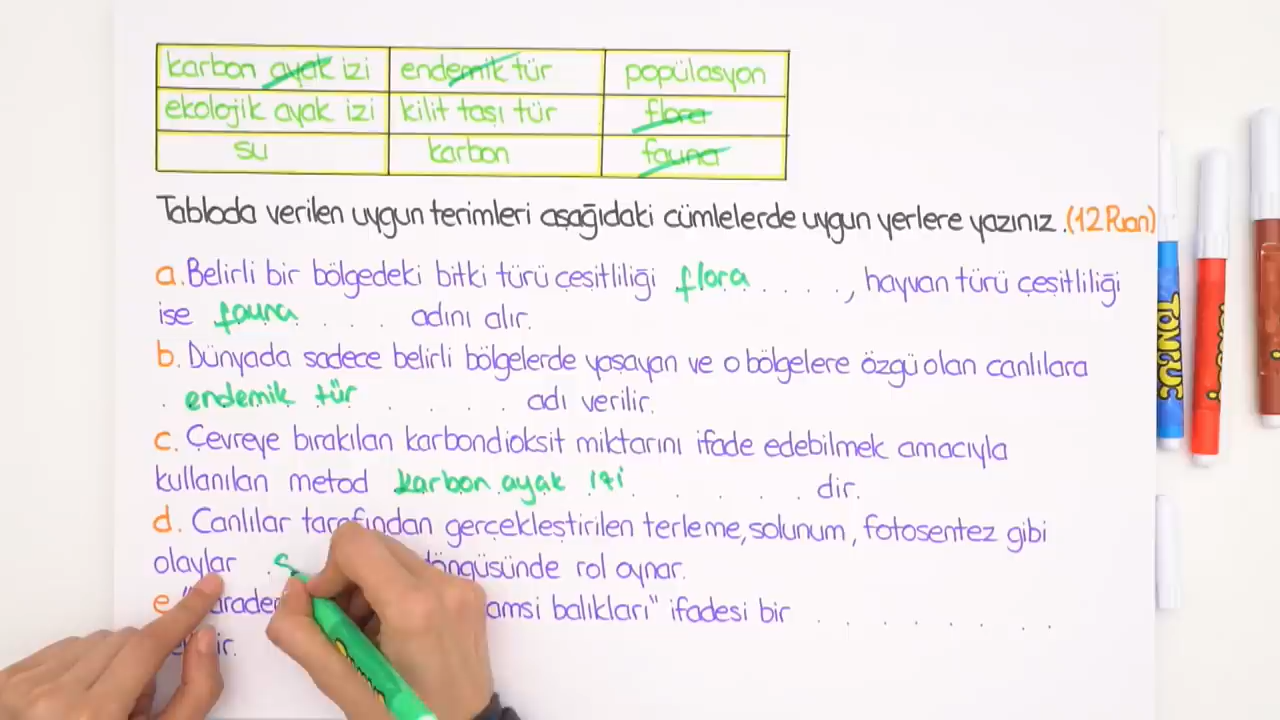 karbon ayak izi endemik tür popülasyon
ekolojik ayak izi kilit taşı tür flora
su karbon fauna
Tabloda verilen uygun terimleri aşağıdaki cümlelerde uygun yerlere yazınız.(12 Puan)
a.Belirli bir bölgedeki bitki türü çeşitliliği flora . . . . , hayvan türü çeşitliliği
ise fauna . . . adını alır.
b. Dünyada sadece belirli bölgelerde yaşayan ve o bölgelere özgü olan canlılara
. endemik tür . . . . adı verilir.
c. Çevreye bırakılan karbondioksit miktarını ifade edebilmek amacıyla
kullanılan metod karbon ayak izi . . . . . dir.
d. Canlılar tarafından gerçekleştirilen terleme, solunum, fotosentez gibi
olaylar . döngüsünde rol oynar.
e. balıkları" ifadesi bir . . . . . . . .